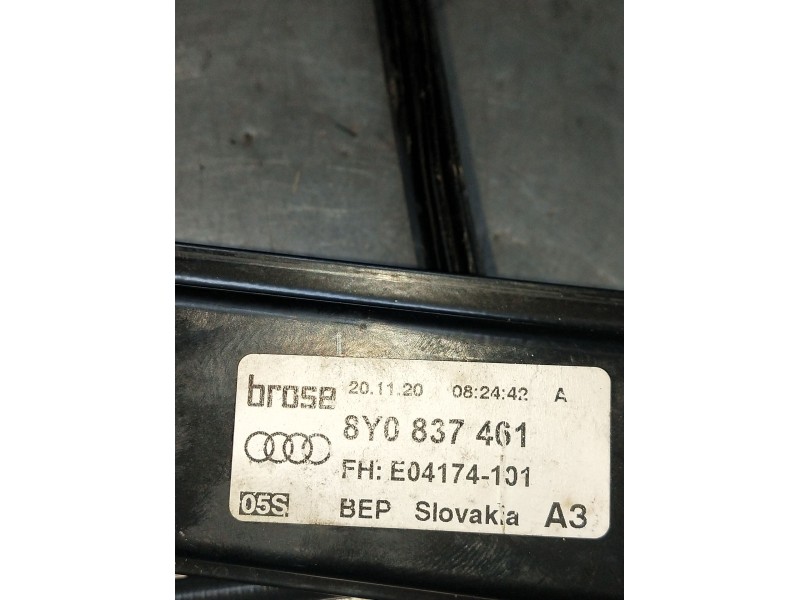 brose 20.11.20 08:24:42 A
8Y0 837 461
FH: E04174-101
05S BEP Slovakia A3